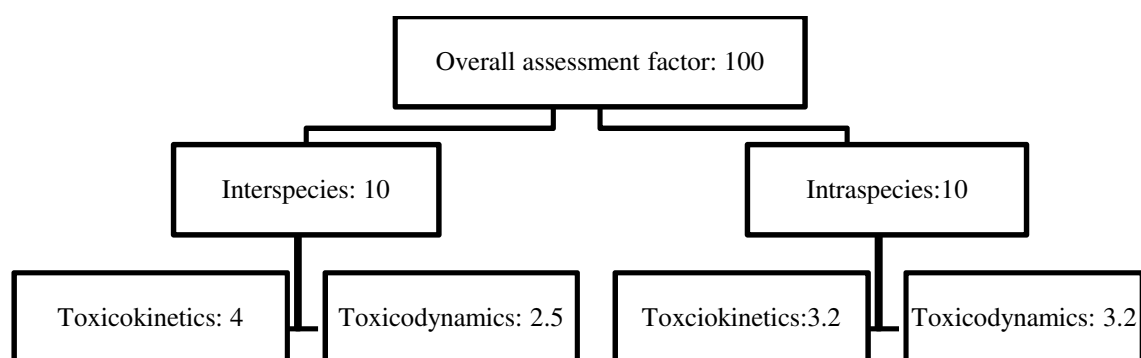 Overall assessment factor: 100
Interspecies: 10
Intraspecies:10
Toxicokinetics: 4
Toxicodynamics: 2.5
Toxciokinetics:3.2
Toxicodynamics: 3.2